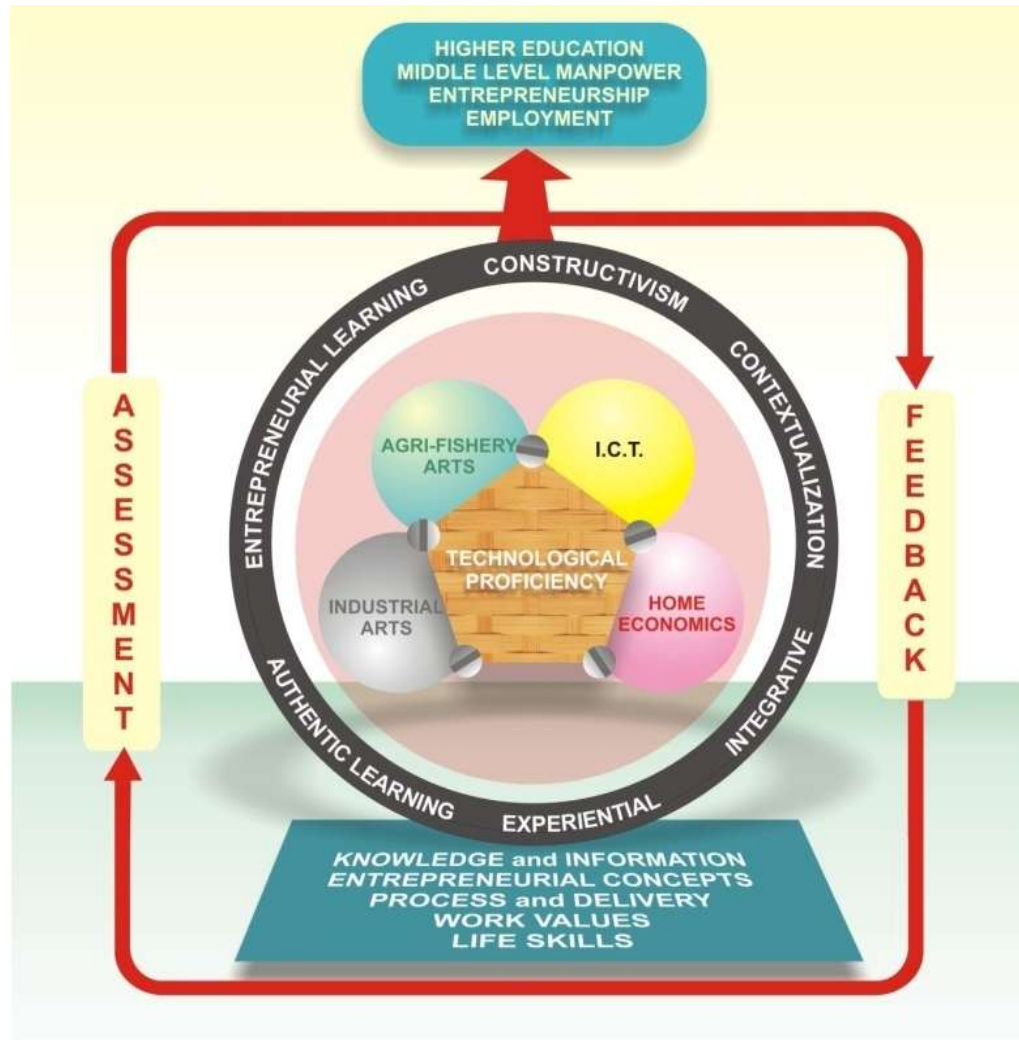 HIGHER EDUCATION
MIDDLE LEVEL MANPOWER
ENTREPRENEURSHIP
EMPLOYMENT
CONSTRUCTIVISM
CONTEXTUALIZATION
INTEGRATIVE
EXPERIENTIAL
AUTHENTIC LEARNING
ENTREPRENEURIAL LEARNING
ASSESSMENT
FEEDBACK
AGRI-FISHERY
ARTS
I.C.T.
TECHNOLOGICAL
PROFICIENCY
INDUSTRIAL
ARTS
HOME
ECONOMICS
KNOWLEDGE and INFORMATION
ENTREPRENEURIAL CONCEPTS
PROCESS and DELIVERY
WORK VALUES
LIFE SKILLS